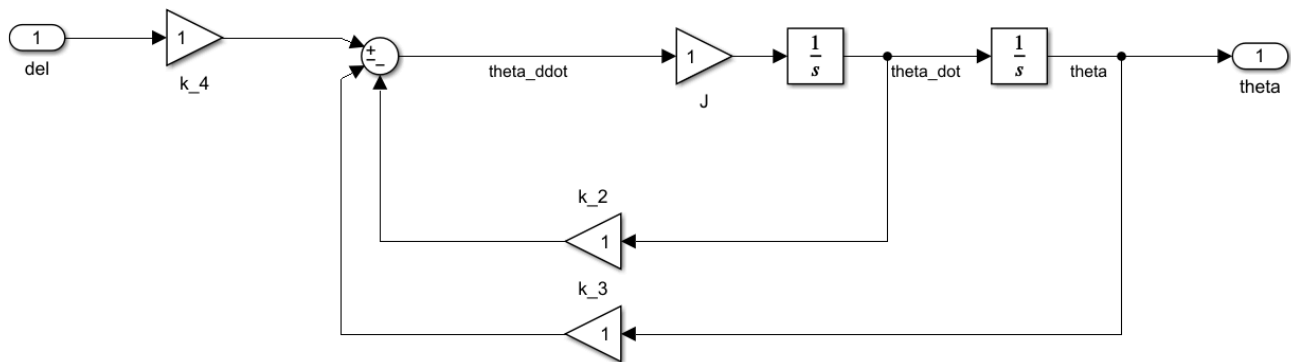 1
del
1
k_4
+
−
−
theta_ddot
1
J
1
s
theta_dot
1
s
theta
1
theta
k_2
1
k_3
1